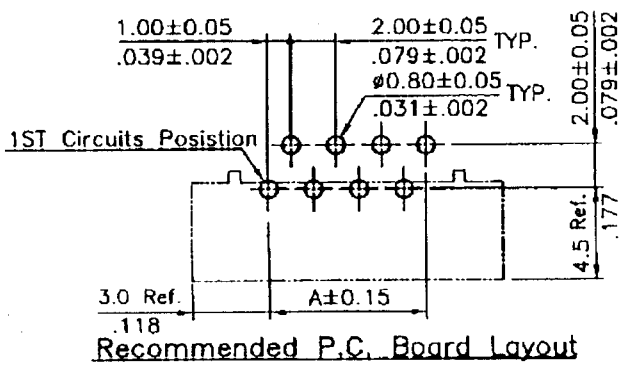 1.00±0.05
.039±.002
2.00±0.05
.079±.002
TYP.
ø0.80±0.05
.031±.002
TYP.
2.00±0.05
.079±.002
1ST Circuits Posistion
4.5 Ref.
.177
3.0 Ref.
.118
A±0.15
Recommended P.C. Board Layout